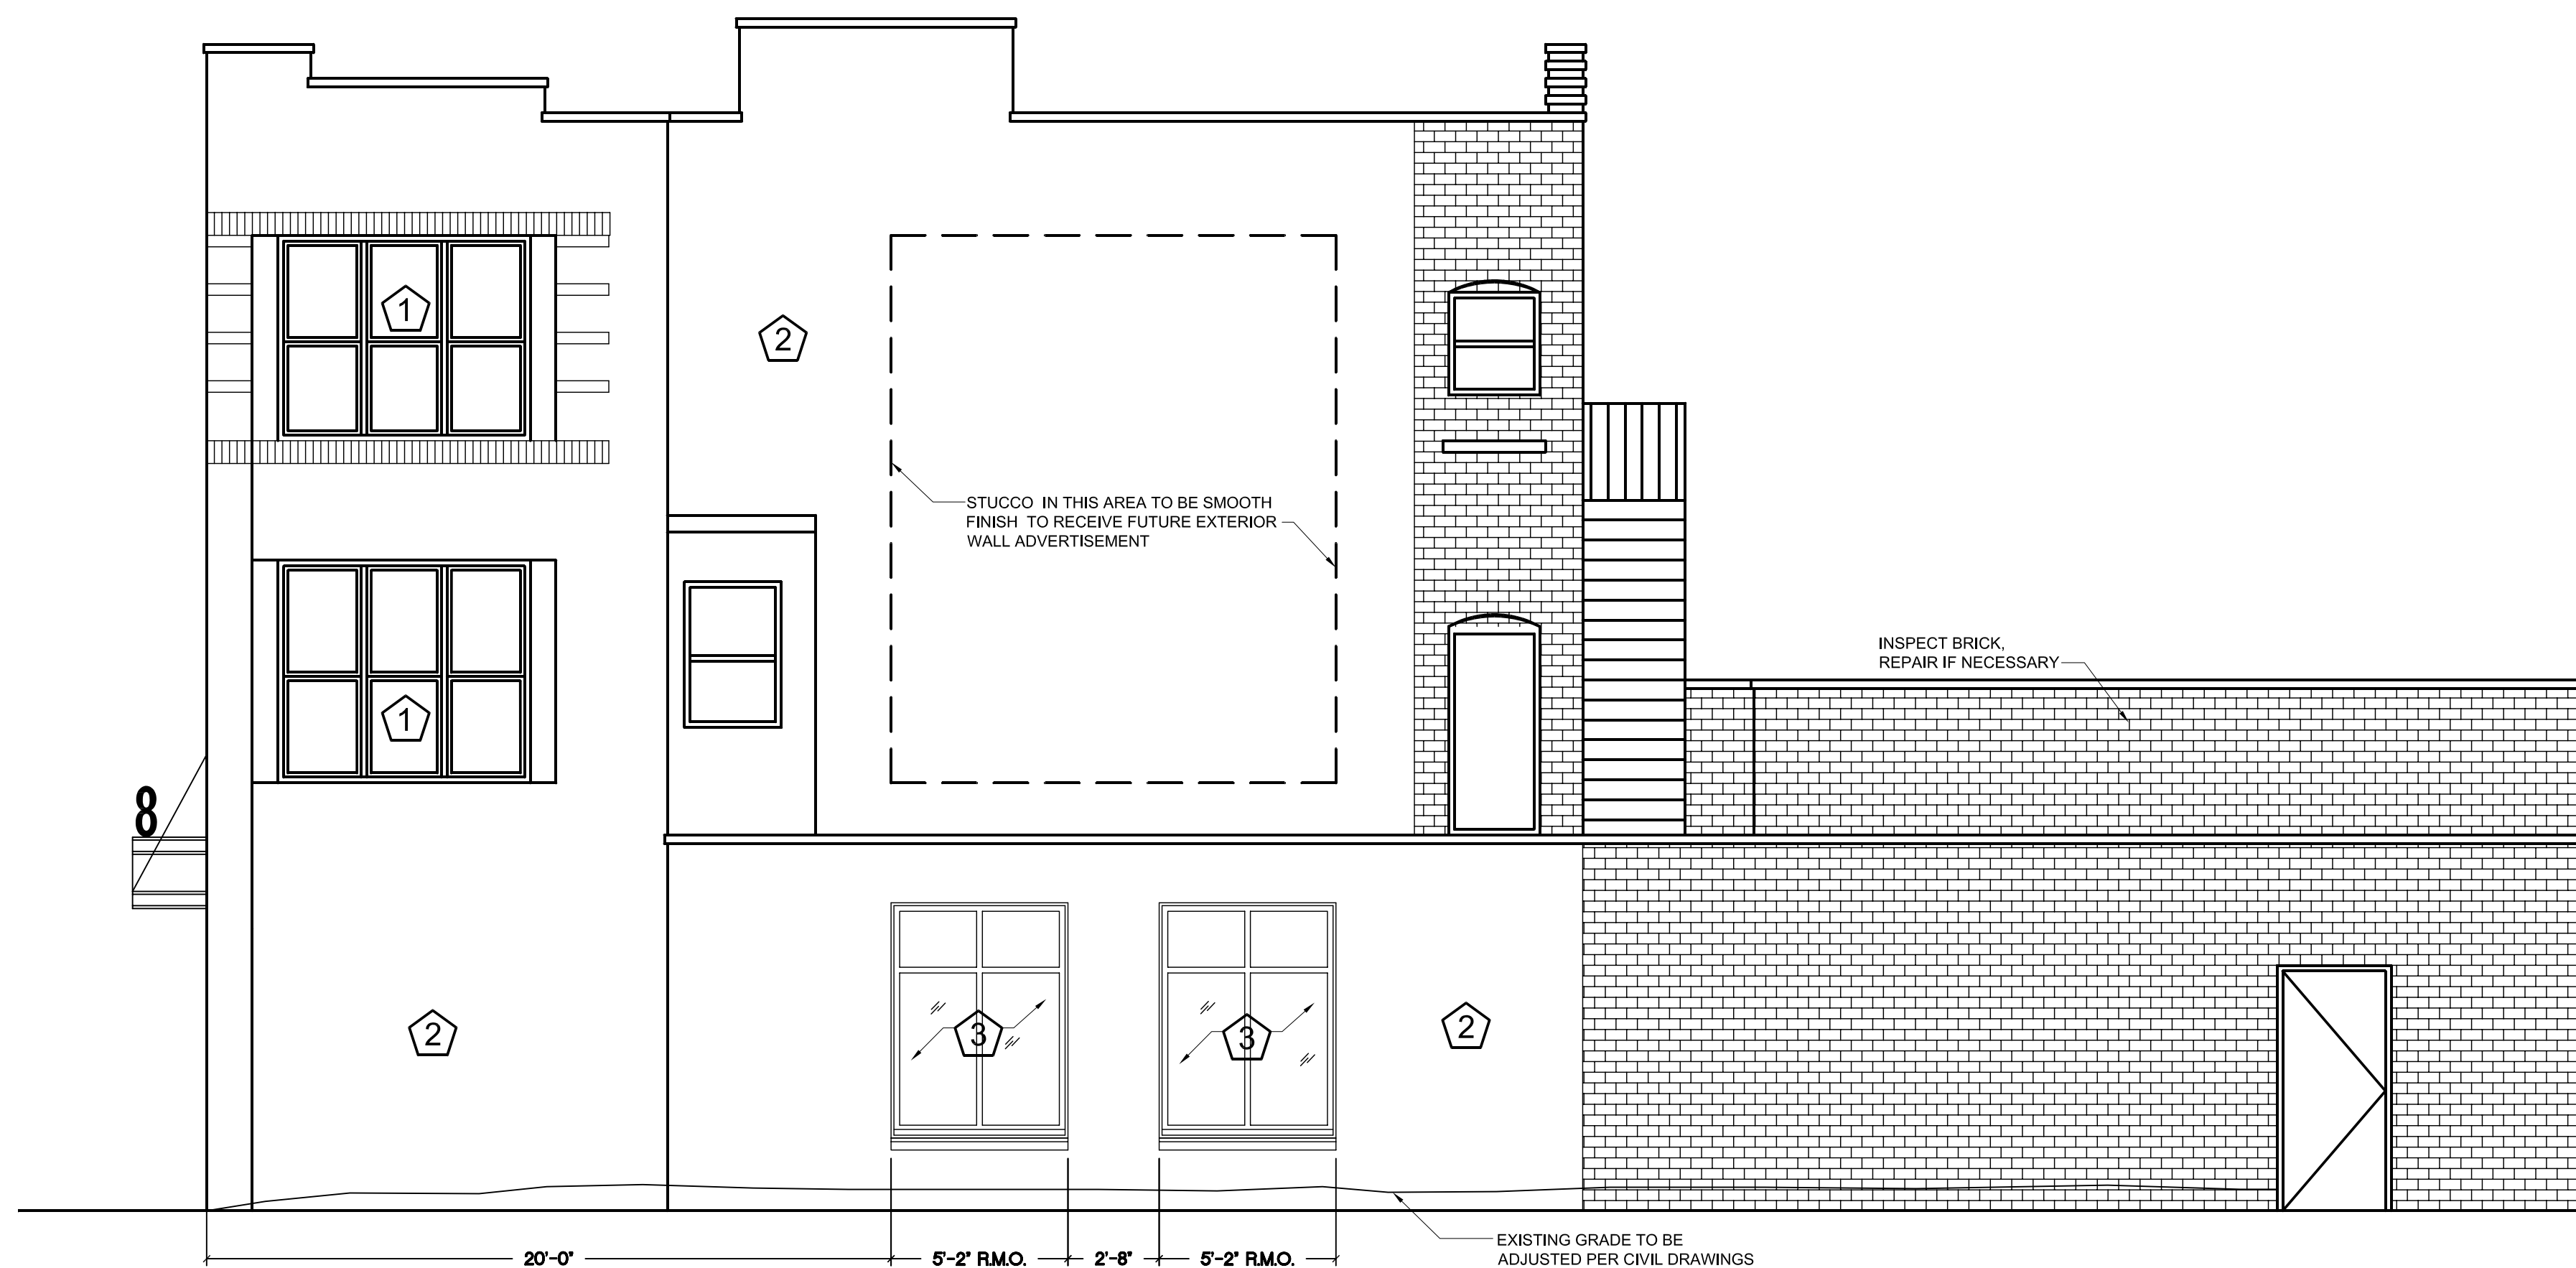 1
2
STUCCO IN THIS AREA TO BE SMOOTH
FINISH TO RECEIVE FUTURE EXTERIOR
WALL ADVERTISEMENT
INSPECT BRICK,
REPAIR IF NECESSARY
1
8
2
3
3
2
EXISTING GRADE TO BE
ADJUSTED PER CIVIL DRAWINGS
20'-0" 5'-2" R.M.O. 2'-8" 5'-2" R.M.O.